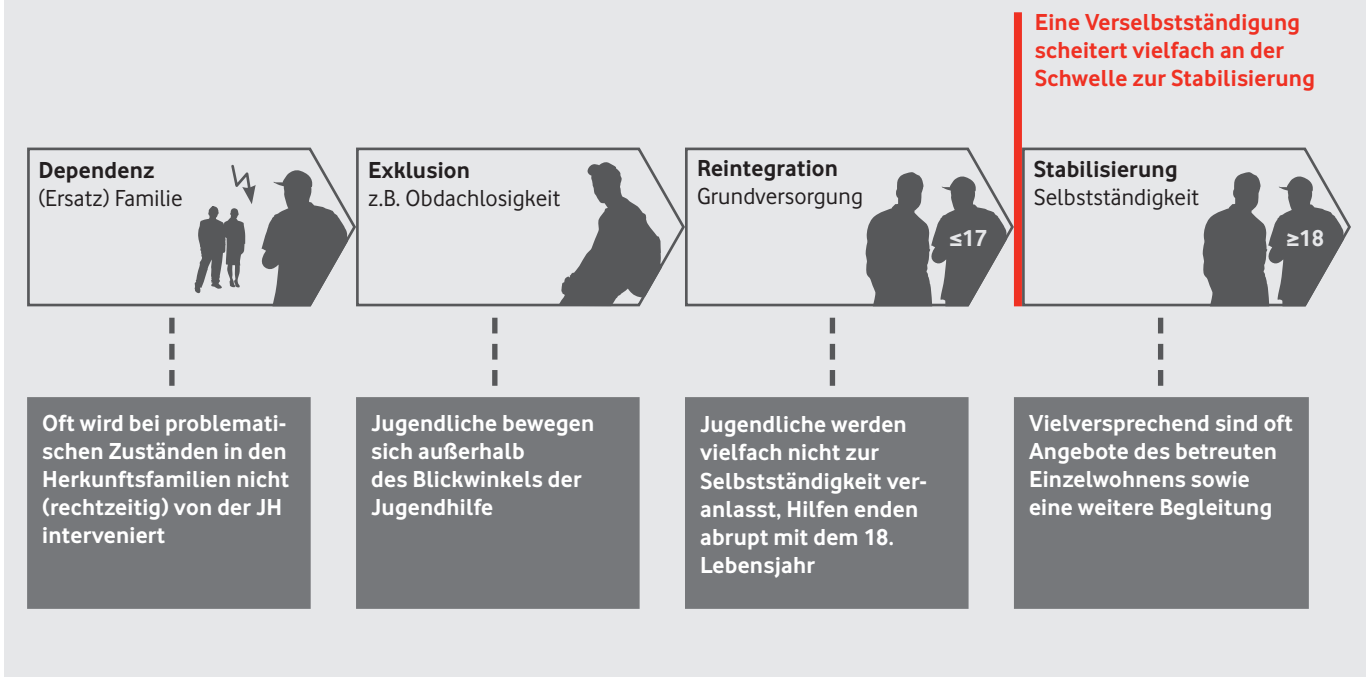 Eine Verselbstständigung
scheitert vielfach an der
Schwelle zur Stabilisierung
Dependenz
(Ersatz) Familie
Exklusion
z.B. Obdachlosigkeit
Reintegration
Grundversorgung
≤17
Stabilisierung
Selbstständigkeit
≥18
Oft wird bei problemati-
schen Zuständen in den
Herkunftsfamilien nicht
(rechtzeitig) von der JH
interveniert
Jugendliche bewegen
sich außerhalb
des Blickwinkels der
Jugendhilfe
Jugendliche werden
vielfach nicht zur
Selbstständigkeit ver-
anlasst, Hilfen enden
abrupt mit dem 18.
Lebensjahr
Vielversprechend sind oft
Angebote des betreuten
Einzelwohnens sowie
eine weitere Begleitung